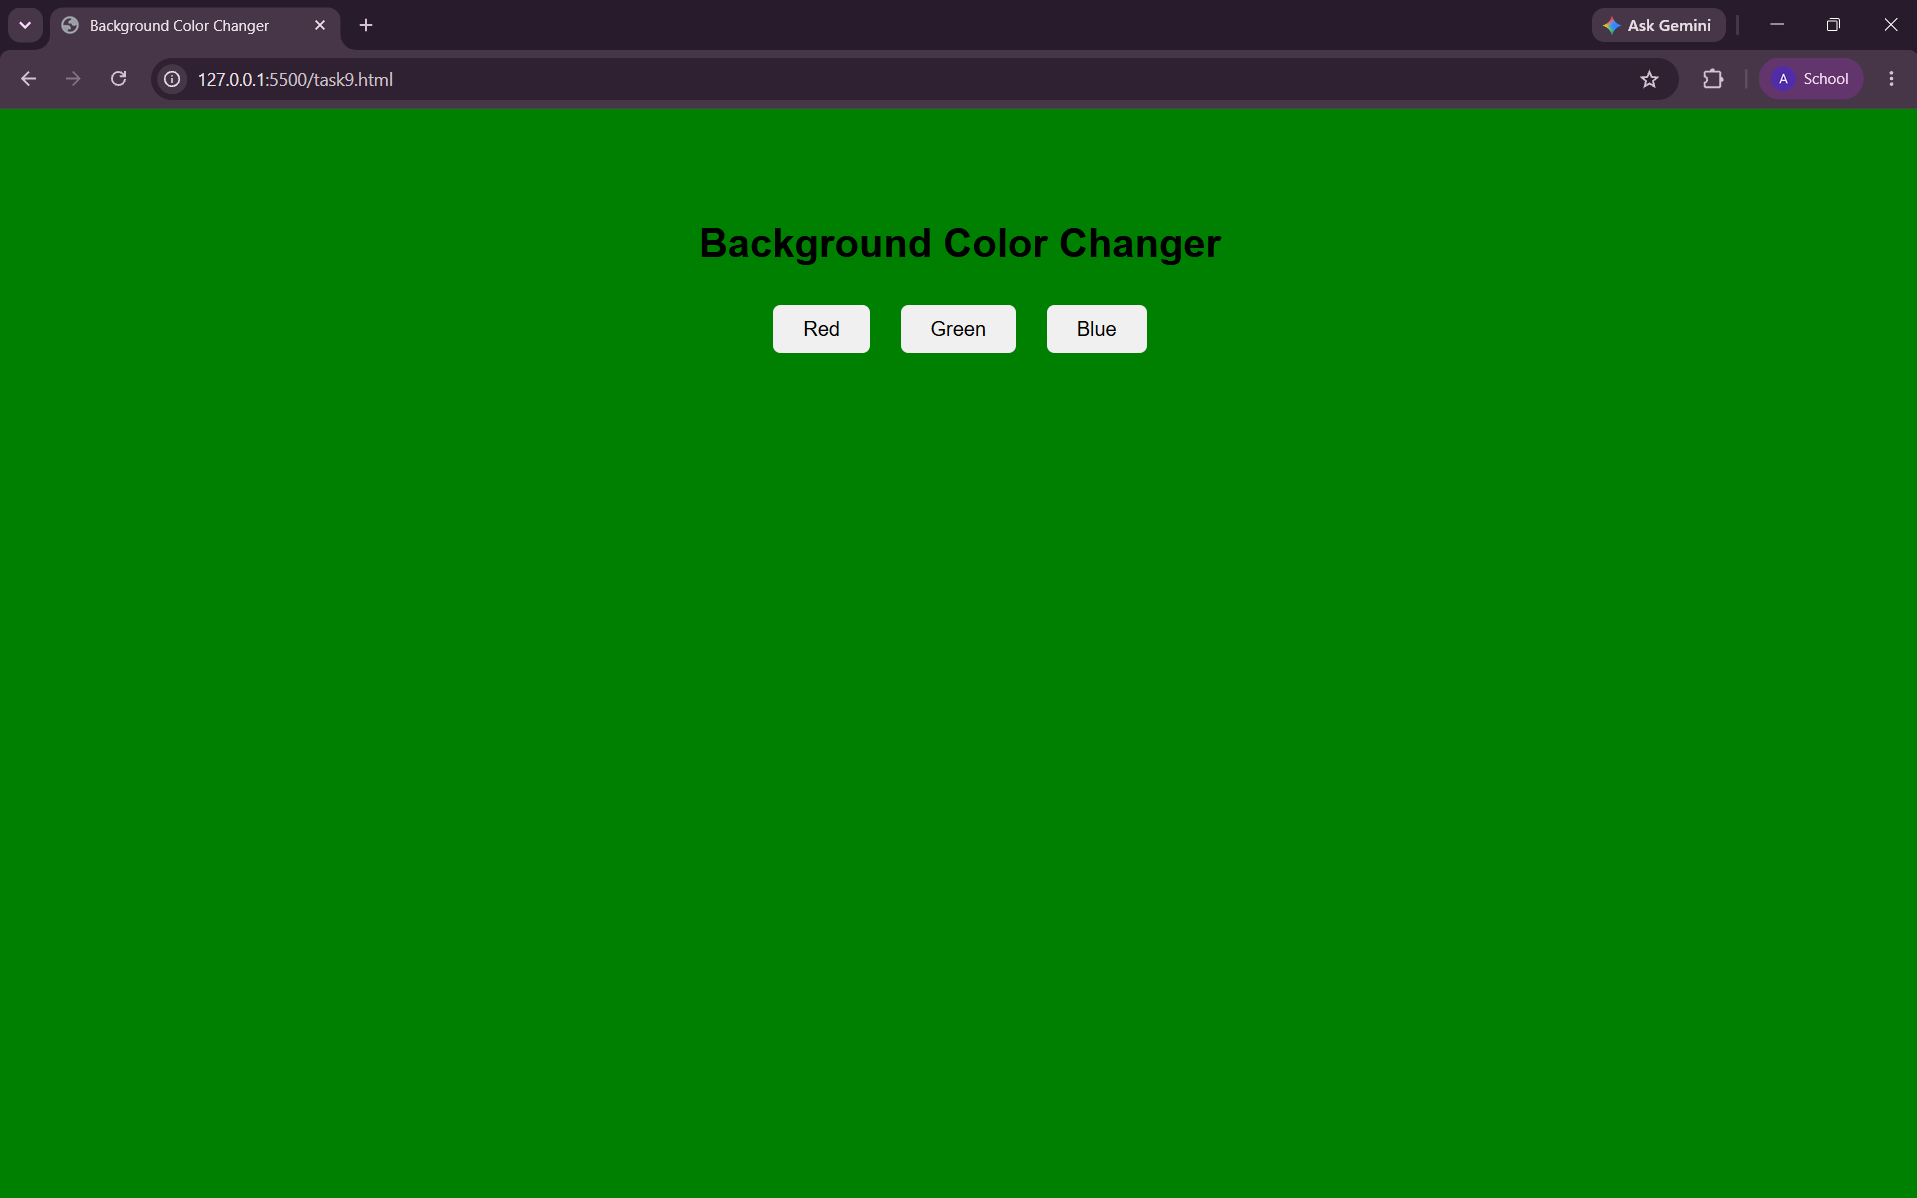 Background Color Changer
Ask Gemini
127.0.0.1:5500/task9.html
A School
Background Color Changer
Red Green Blue